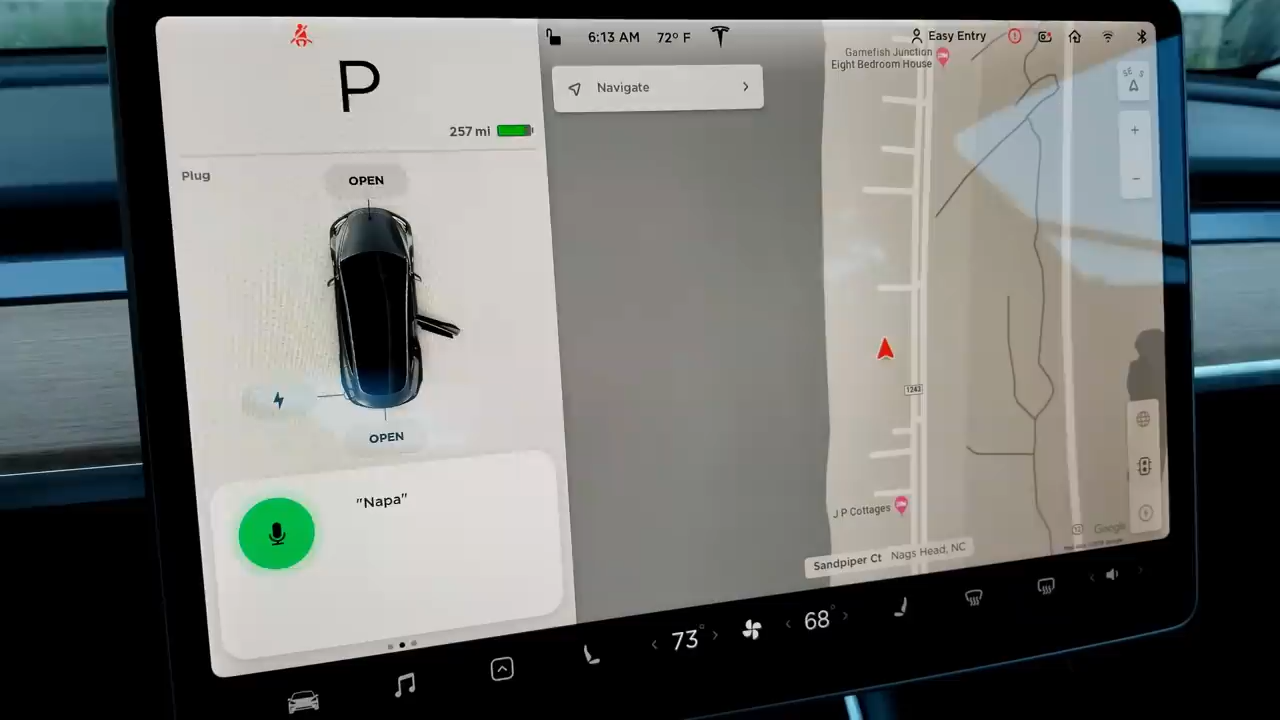 P
257 mi
Plug
OPEN
OPEN
"Napa"
6:13 AM 72° F
Easy Entry
Navigate
Gamefish Junction
Eight Bedroom House
SE S
+
−
1243
J P Cottages
Google
Sandpiper Ct Nags Head, NC
73°
68°